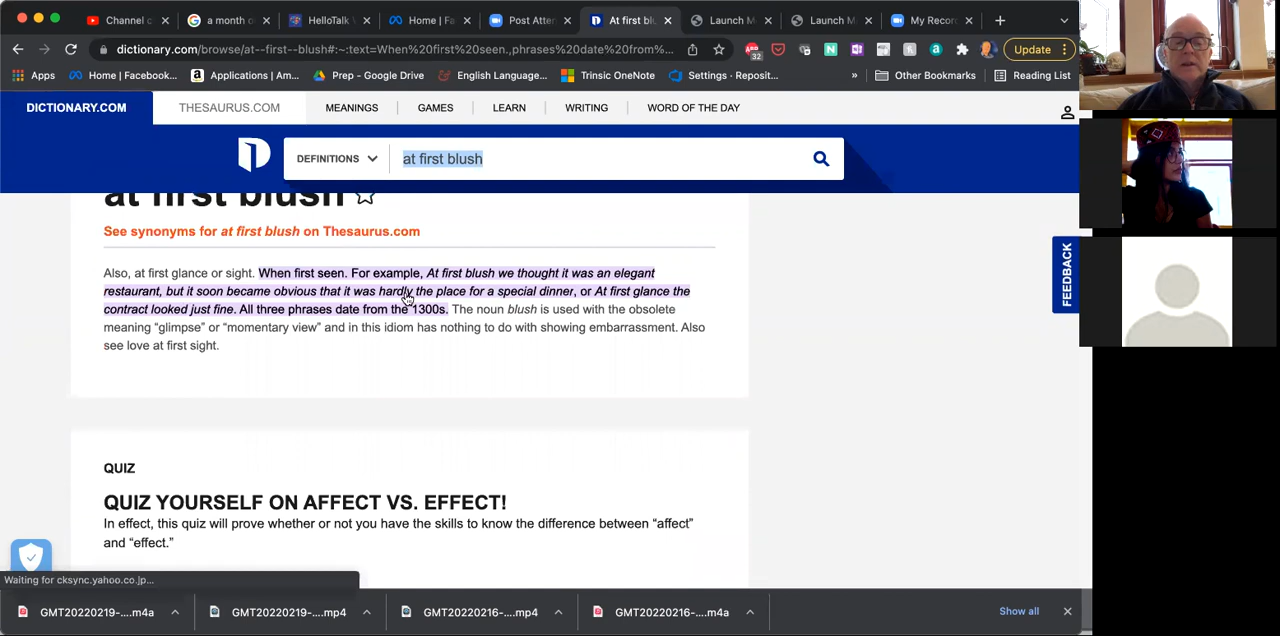 Channel c
a month o
HelloTalk
Home | Fa
Post Atter
At first blu
Launch M
Launch M
My Record
dictionary.com/browse/at--first--blush#:~:text=When%20first%20seen.,phrases%20date%20from%...
32
Update
Apps
Home | Facebook...
Applications | Am...
Prep - Google Drive
English Language...
Trinsic OneNote
Settings · Reposit...
»
Other Bookmarks
Reading List
DICTIONARY.COM
THESAURUS.COM
MEANINGS
GAMES
LEARN
WRITING
WORD OF THE DAY
DEFINITIONS
at first blush
at first blush
See synonyms for at first blush on Thesaurus.com
Also, at first glance or sight. When first seen. For example, At first blush we thought it was an elegant
restaurant, but it soon became obvious that it was hardly the place for a special dinner, or At first glance the
contract looked just fine. All three phrases date from the 1300s. The noun blush is used with the obsolete
meaning “glimpse” or “momentary view” and in this idiom has nothing to do with showing embarrassment. Also
see love at first sight.
FEEDBACK
QUIZ
QUIZ YOURSELF ON AFFECT VS. EFFECT!
In effect, this quiz will prove whether or not you have the skills to know the difference between “affect”
and “effect.”
Waiting for cksync.yahoo.co.jp...
GMT20220219-....m4a
GMT20220219-....mp4
GMT20220216-....mp4
GMT20220216-....m4a
Show all